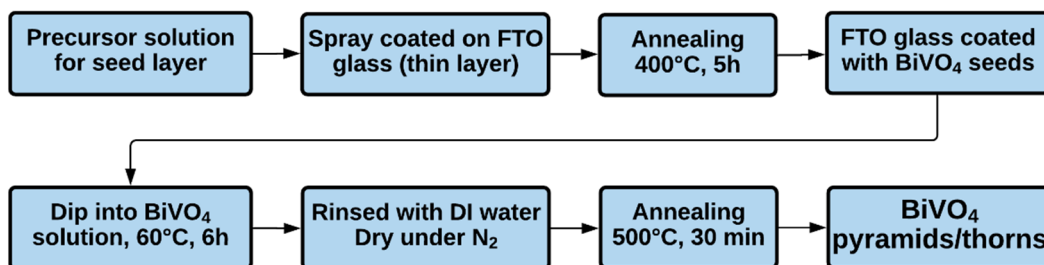 Precursor solution
for seed layer
Spray coated on FTO
glass (thin layer)
Annealing
400°C, 5h
FTO glass coated
with BiVO₄ seeds
Dip into BiVO₄
solution, 60°C, 6h
Rinsed with DI water
Dry under N₂
Annealing
500°C, 30 min
BiVO₄
pyramids/thorns